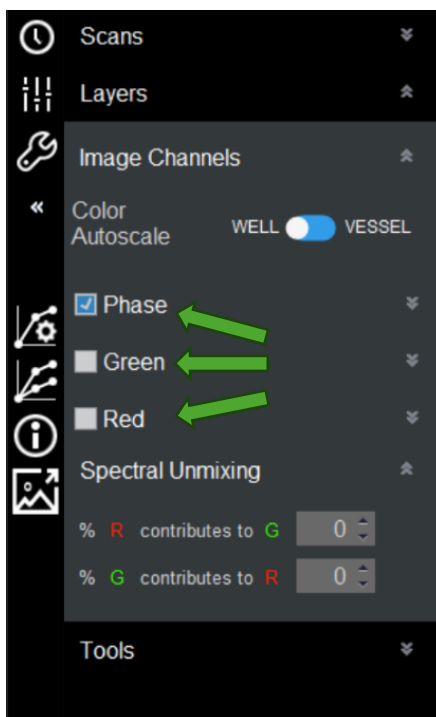 Scans
Layers
Image Channels
Color
Autoscale
WELL VESSEL
Phase
Green
Red
Spectral Unmixing
% R contributes to G 0
% G contributes to R 0
Tools